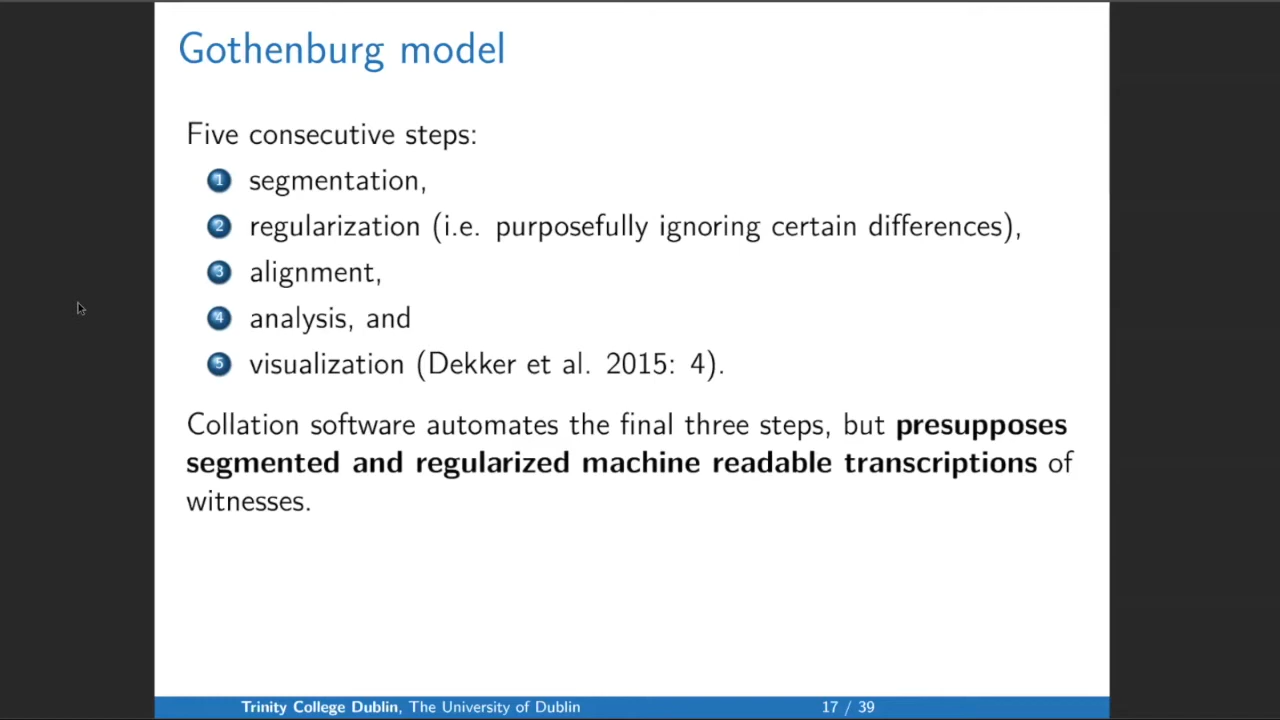 Gothenburg model
Five consecutive steps:
1 segmentation,
2 regularization (i.e. purposefully ignoring certain differences),
3 alignment,
4 analysis, and
5 visualization (Dekker et al. 2015: 4).
Collation software automates the final three steps, but presupposes
segmented and regularized machine readable transcriptions of
witnesses.
Trinity College Dublin, The University of Dublin 17 / 39